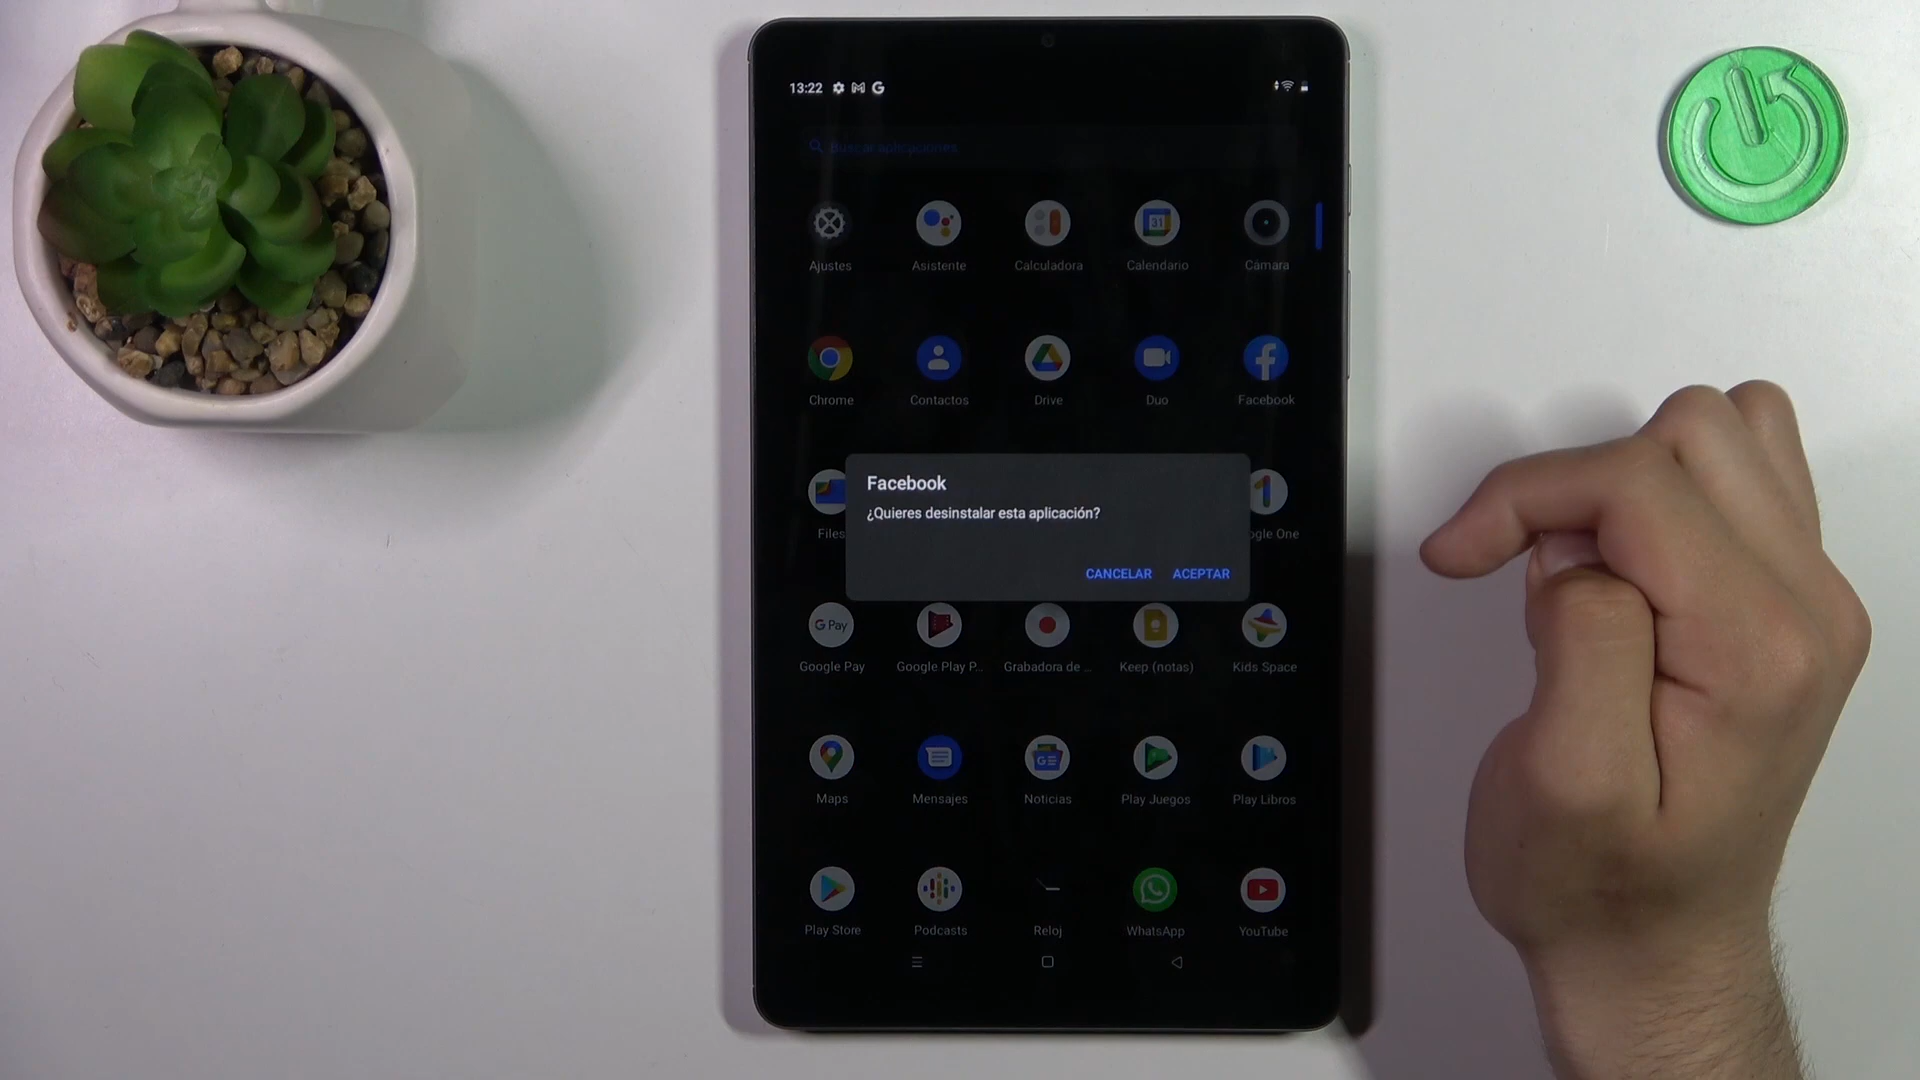 13:22
Buscar aplicaciones
Ajustes
Asistente
Calculadora
Calendario
Cámara
Chrome
Contactos
Drive
Duo
Facebook
Facebook
¿Quieres desinstalar esta aplicación?
CANCELAR ACEPTAR
Files
gle One
Google Pay
Google Play P...
Grabadora de ...
Keep (notas)
Kids Space
Maps
Mensajes
Noticias
Play Juegos
Play Libros
Play Store
Podcasts
Reloj
WhatsApp
YouTube